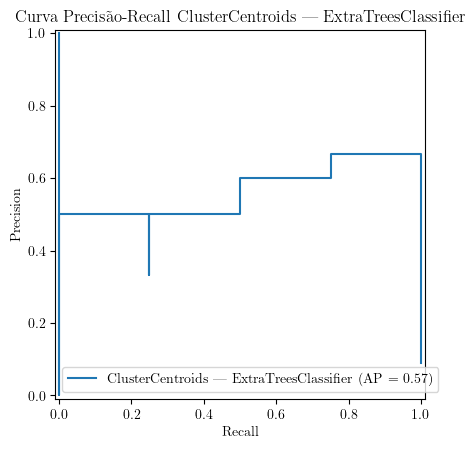 Curva Precisão-Recall ClusterCentroids — ExtraTreesClassifier
1.0
0.8
0.6
0.4
0.2
0.0
Precision
ClusterCentroids — ExtraTreesClassifier (AP = 0.57)
0.0 0.2 0.4 0.6 0.8 1.0
Recall